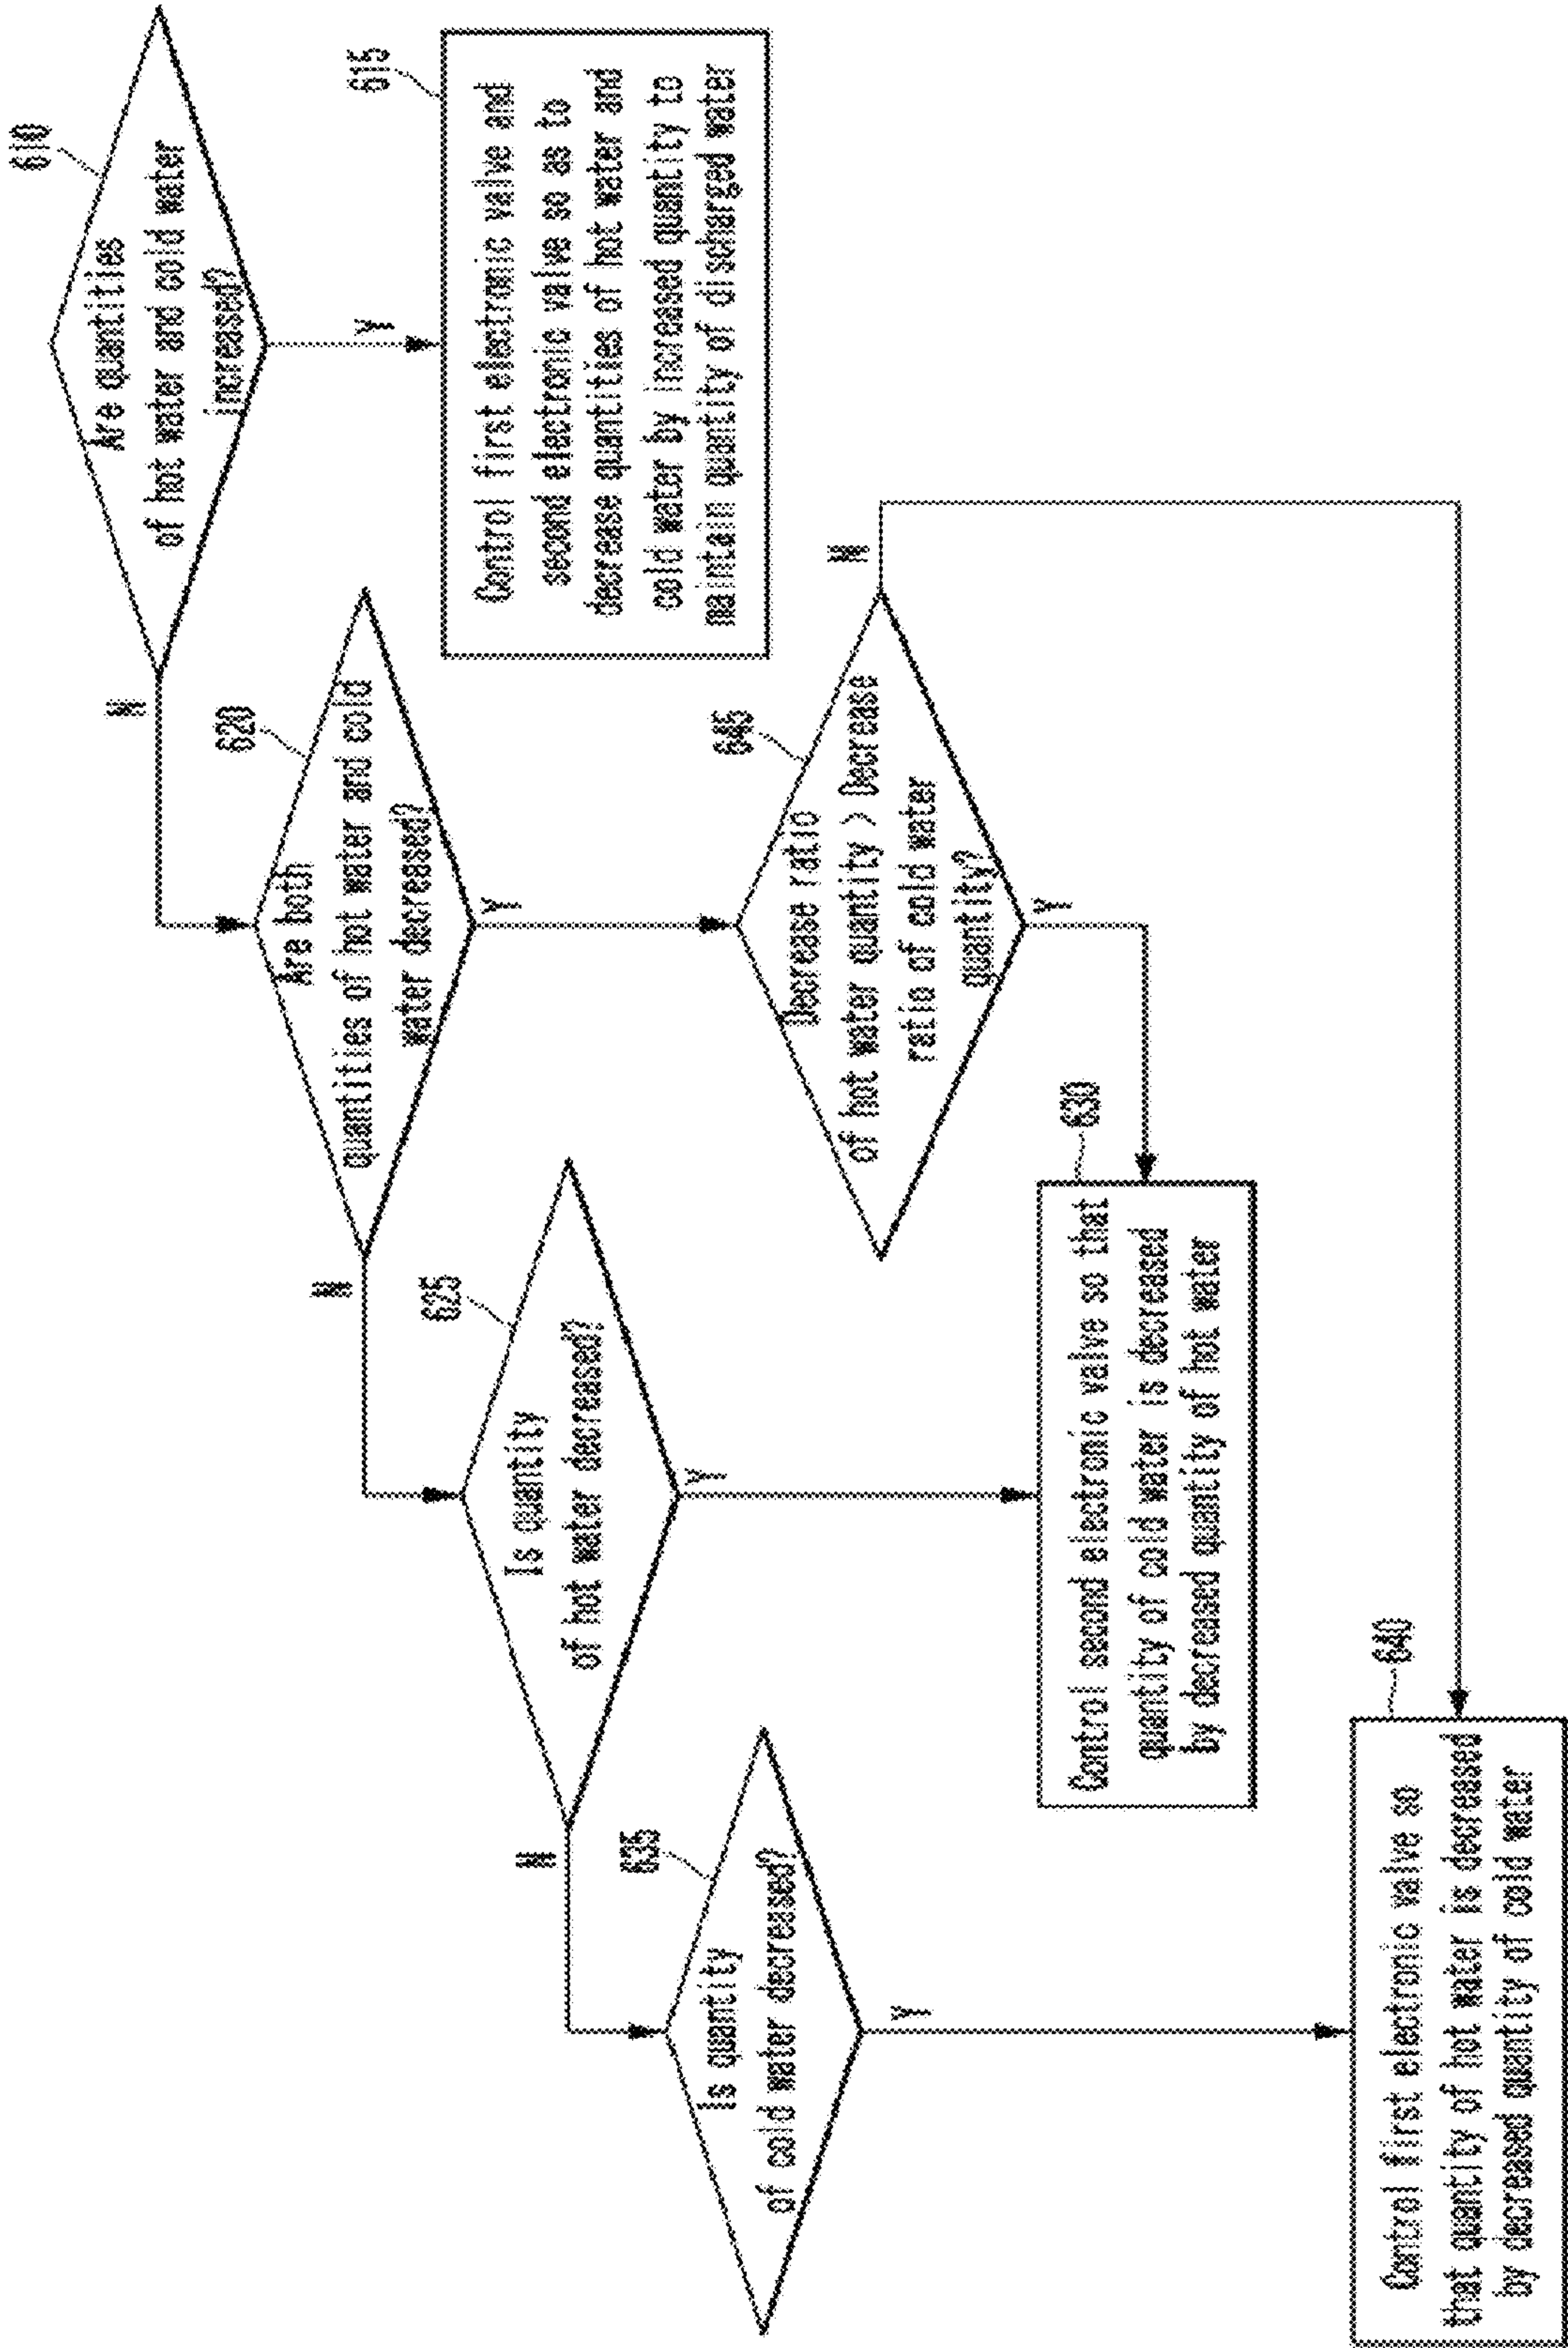 610
Are quantities
of hot water and cold water
increased?
Y
N
615
Control first electronic valve and
second electronic valve so as to
decrease quantities of hot water and
cold water by increased quantity to
maintain quantity of discharged water
620
Are both
quantities of hot water and cold
water decreased?
Y
N
645
Decrease ratio
of hot water quantity > Decrease
ratio of cold water
quantity?
Y
N
625
Is quantity
of hot water decreased?
Y
N
630
Control second electronic valve so that
quantity of cold water is decreased
by decreased quantity of hot water
635
Is quantity
of cold water decreased?
Y
640
Control first electronic valve so
that quantity of hot water is decreased
by decreased quantity of cold water